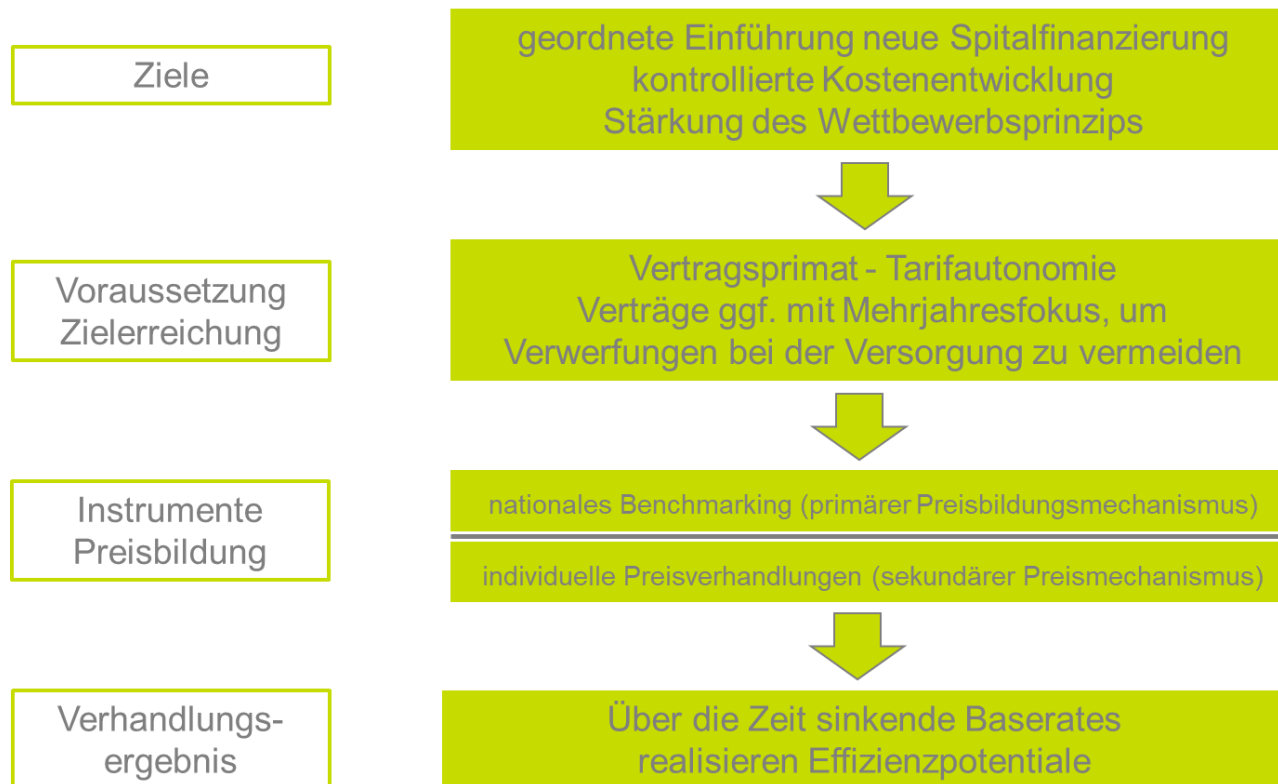 Ziele
geordnete Einführung neue Spitalfinanzierung
kontrollierte Kostenentwicklung
Stärkung des Wettbewerbsprinzips
Voraussetzung
Zielerreichung
Vertragsprimat - Tarifautonomie
Verträge ggf. mit Mehrjahresfokus, um
Verwerfungen bei der Versorgung zu vermeiden
Instrumente
Preisbildung
nationales Benchmarking (primärer Preisbildungsmechanismus)
individuelle Preisverhandlungen (sekundärer Preismechanismus)
Verhandlungs-
ergebnis
Über die Zeit sinkende Baserates
realisieren Effizienzpotentiale